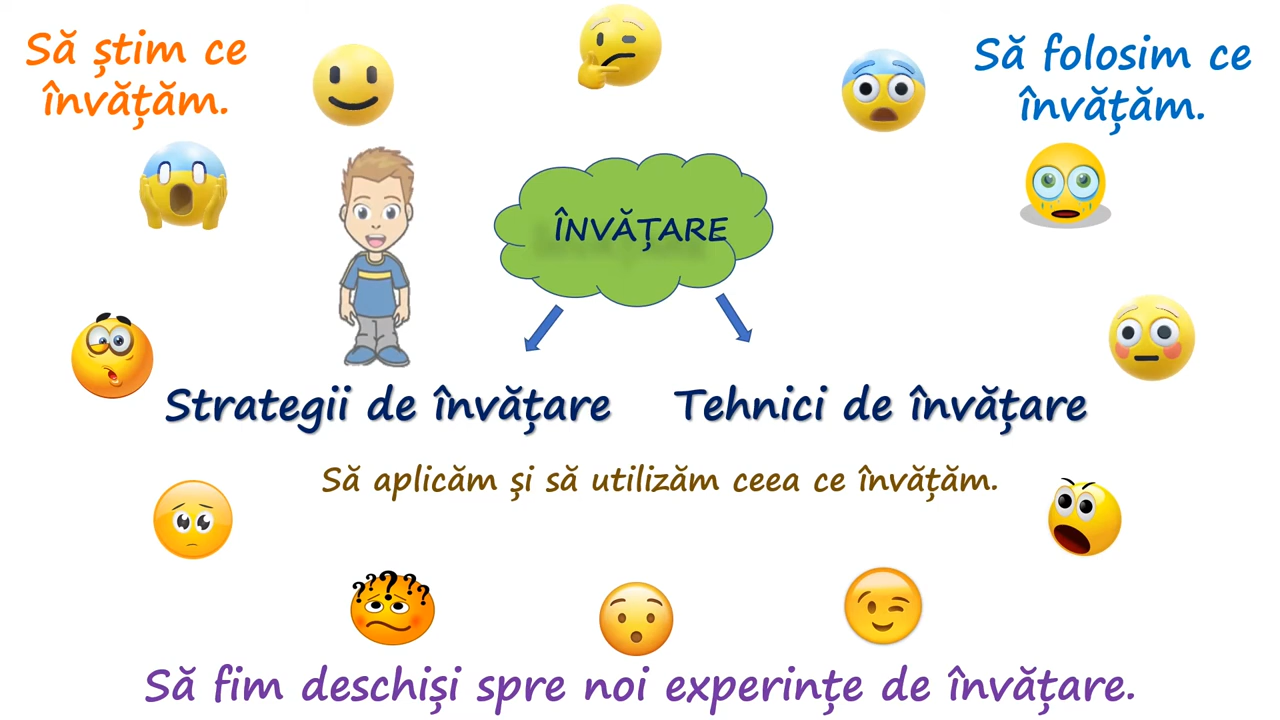 Să știm ce
învățăm.
Să folosim ce
învățăm.
ÎNVĂȚARE
Strategii de învățare
Tehnici de învățare
Să aplicăm și să utilizăm ceea ce învățăm.
? ? ? ? ?
Să fim deschiși spre noi experințe de învățare.